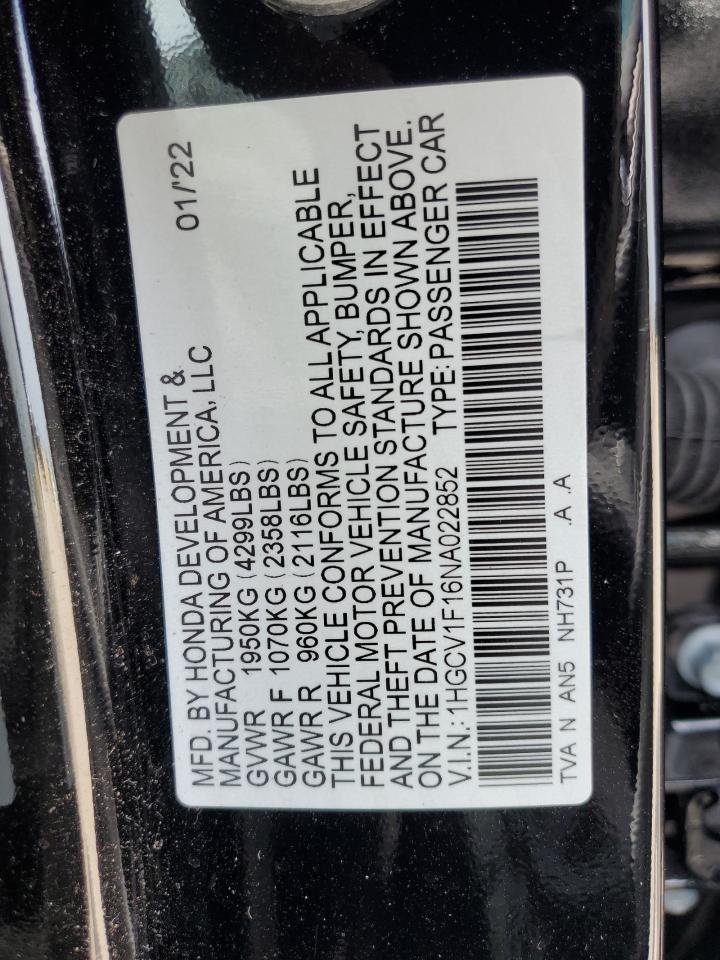 MFD. BY HONDA DEVELOPMENT &
MANUFACTURING OF AMERICA, LLC 01/'22
GVWR 1950KG (4299LBS)
GAWR F 1070KG (2358LBS)
GAWR R 960KG (2116LBS)
THIS VEHICLE CONFORMS TO ALL APPLICABLE
FEDERAL MOTOR VEHICLE SAFETY, BUMPER,
AND THEFT PREVENTION STANDARDS IN EFFECT
ON THE DATE OF MANUFACTURE SHOWN ABOVE.
V.I.N.: 1HGCV1F16NA022852 TYPE: PASSENGER CAR
TVA N AN5 NH731P .A .A